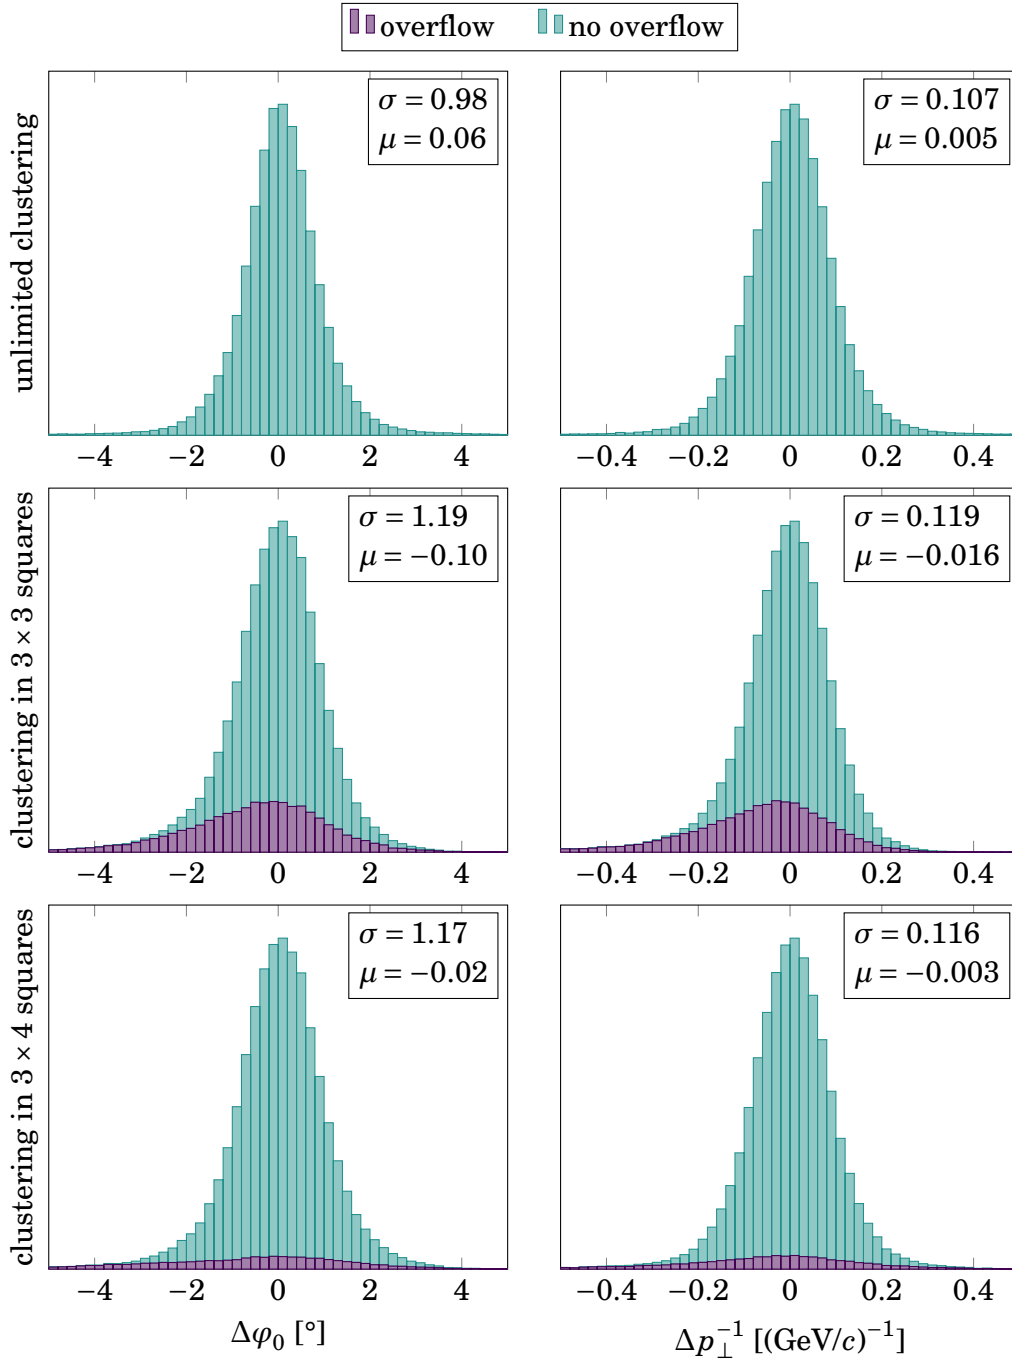 overflow no overflow
unlimited clustering
σ = 0.98
μ = 0.06
−4 −2 0 2 4
σ = 0.107
μ = 0.005
−0.4 −0.2 0 0.2 0.4
clustering in 3 × 3 squares
σ = 1.19
μ = −0.10
−4 −2 0 2 4
σ = 0.119
μ = −0.016
−0.4 −0.2 0 0.2 0.4
clustering in 3 × 4 squares
σ = 1.17
μ = −0.02
−4 −2 0 2 4
Δφ₀ [°]
σ = 0.116
μ = −0.003
−0.4 −0.2 0 0.2 0.4
Δp⊥⁻¹ [(GeV/c)⁻¹]